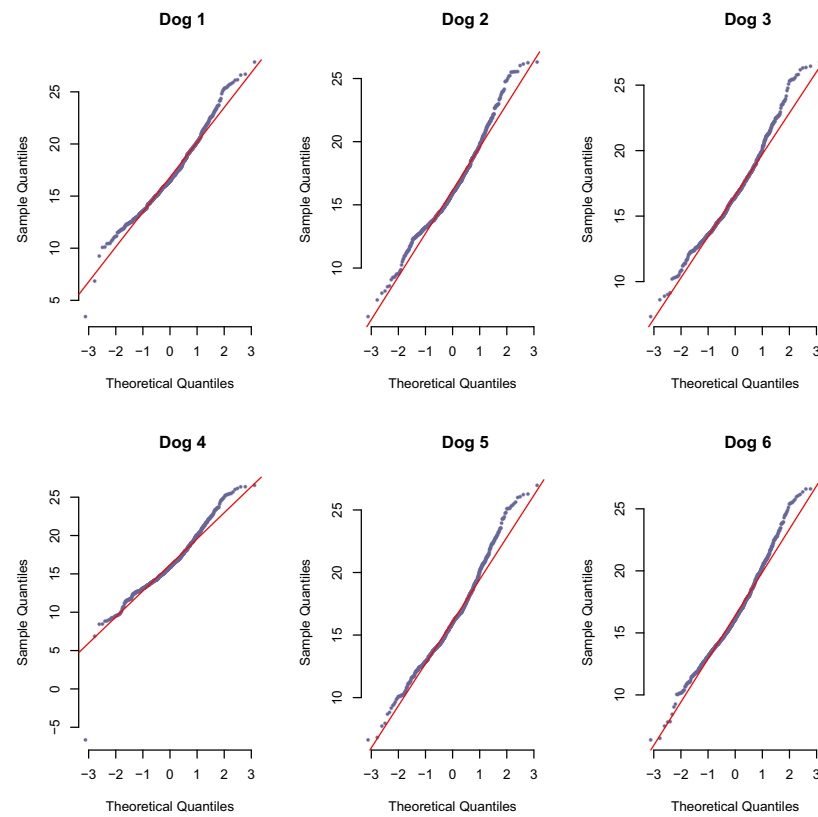 Dog 1
Dog 2
Dog 3
Sample Quantiles
5 10 15 20 25
−3 −2 −1 0 1 2 3
Theoretical Quantiles
Sample Quantiles
10 15 20 25
−3 −2 −1 0 1 2 3
Theoretical Quantiles
Sample Quantiles
10 15 20 25
−3 −2 −1 0 1 2 3
Theoretical Quantiles
Dog 4
Dog 5
Dog 6
Sample Quantiles
−5 0 5 10 15 20 25
−3 −2 −1 0 1 2 3
Theoretical Quantiles
Sample Quantiles
10 15 20 25
−3 −2 −1 0 1 2 3
Theoretical Quantiles
Sample Quantiles
10 15 20 25
−3 −2 −1 0 1 2 3
Theoretical Quantiles